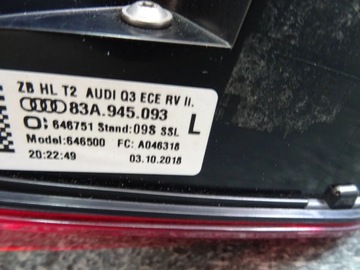 ZB HL T2 AUDI Q3 ECE RV II.
83A.945.093
646751 Stand: 09S SSL L
Model: 646500 FC: A046318
20:22:49 03.10.2018